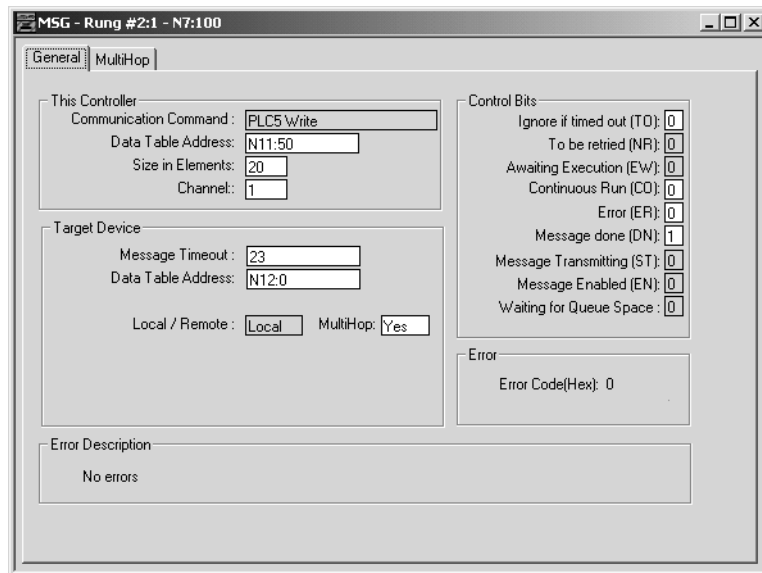 MSG - Rung #2:1 - N7:100
General MultiHop
This Controller
Communication Command : PLC5 Write
Data Table Address: N11:50
Size in Elements: 20
Channel:: 1
Target Device
Message Timeout : 23
Data Table Address: N12:0
Local / Remote : Local MultiHop: Yes
Control Bits
Ignore if timed out (TO): 0
To be retried (NR): 0
Awaiting Execution (EW): 0
Continuous Run (CO): 0
Error (ER): 0
Message done (DN): 1
Message Transmitting (ST): 0
Message Enabled (EN): 0
Waiting for Queue Space : 0
Error
Error Code(Hex): 0
Error Description
No errors